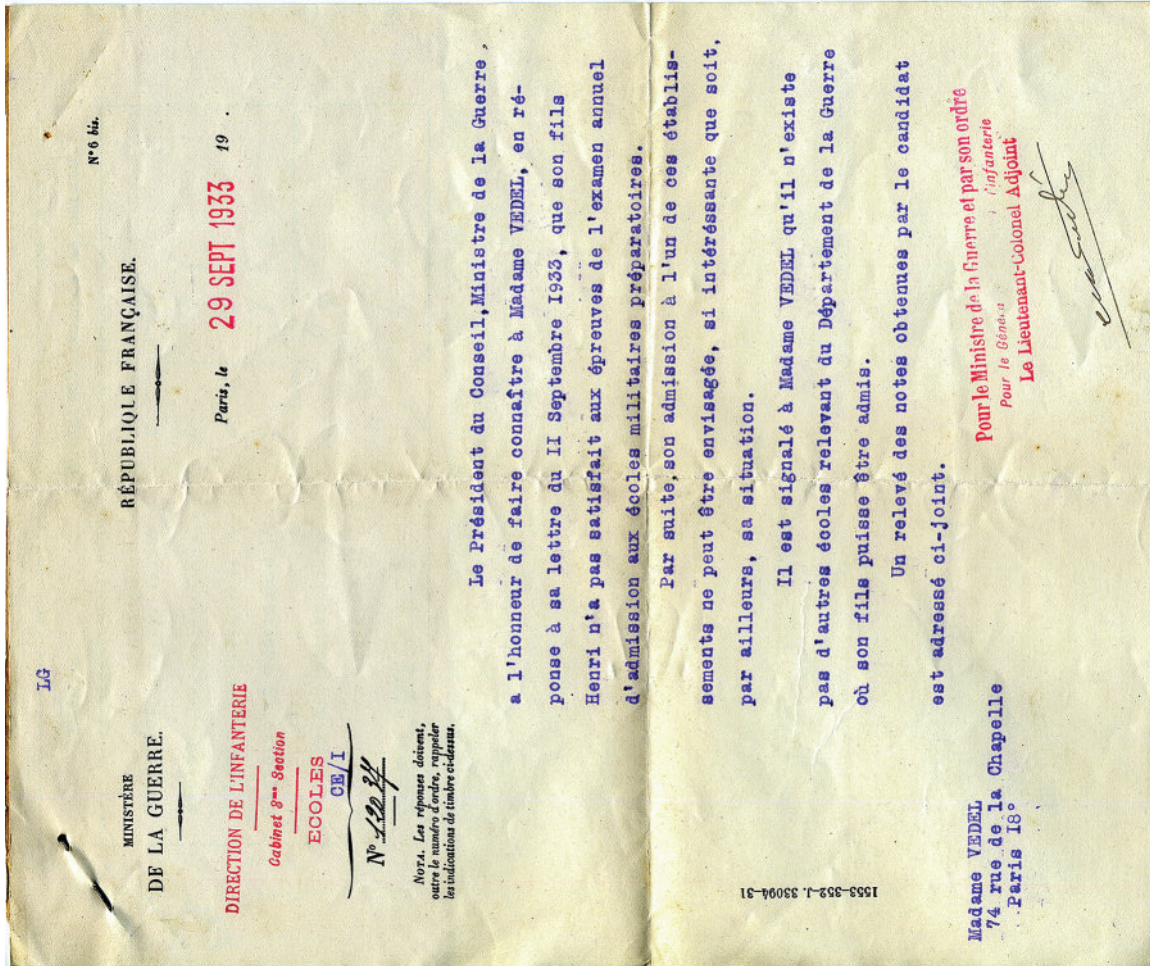 LG
N° 6 bis.
MINISTÈRE
DE LA GUERRE.
RÉPUBLIQUE FRANÇAISE.
DIRECTION DE L'INFANTERIE
Cabinet 8me Section
ECOLES
CE/I
N°
NOTA. Les réponses doivent,
outre le numéro d'ordre, rappeler
les indications de timbre ci-dessus.
Paris, le 29 SEPT 1933 19 .
Le Président du Conseil,Ministre de la Guerre,
a l'honneur de faire connaître à Madame VEDEL, en ré-
ponse à sa lettre du II Septembre I933, que son fils
Henri n'a pas satisfait aux épreuves de l'examen annuel
d'admission aux écoles militaires préparatoires.
Par suite,son admission à l'un de ces établis-
sements ne peut être envisagée, si intéréssante que soit,
par ailleurs, sa situation.
Il est signalé à Madame VEDEL qu'il n'existe
pas d'autres écoles relevant du Département de la Guerre
où son fils puisse être admis.
Un relevé des notes obtenues par le candidat
est adressé ci-joint.
1553-352-J. 33094-31
Madame VEDEL
74 rue de la Chapelle
Paris I8°
Pour le Ministre de la Guerre et par son ordre
Pour le Général l'infanterie
Le Lieutenant-Colonel Adjoint